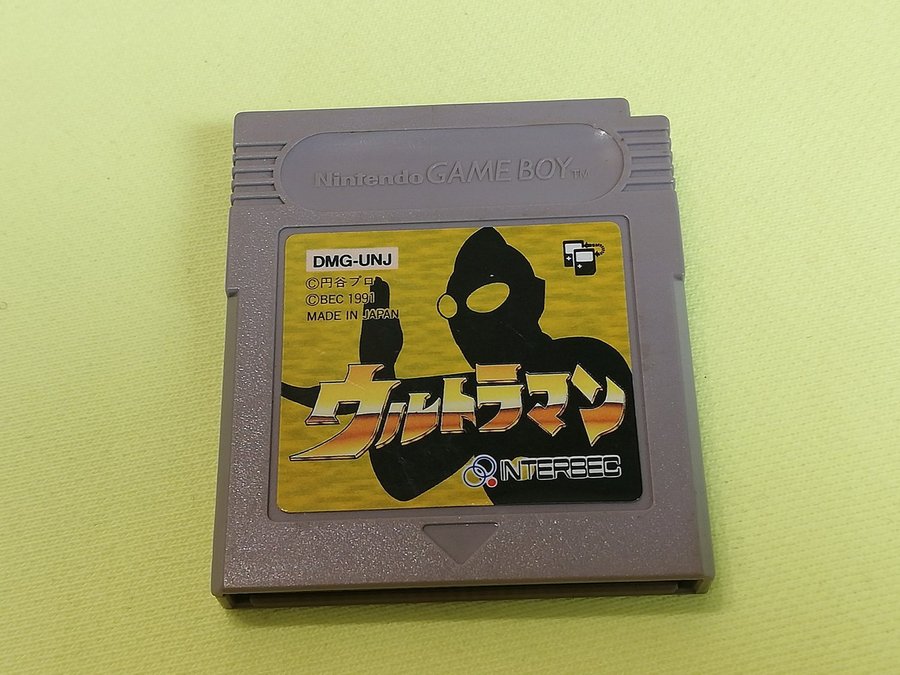 Nintendo GAME BOY™
DMG-UNJ
©円谷プロ
©BEC 1991
MADE IN JAPAN
ウルトラマン
INTERBEC